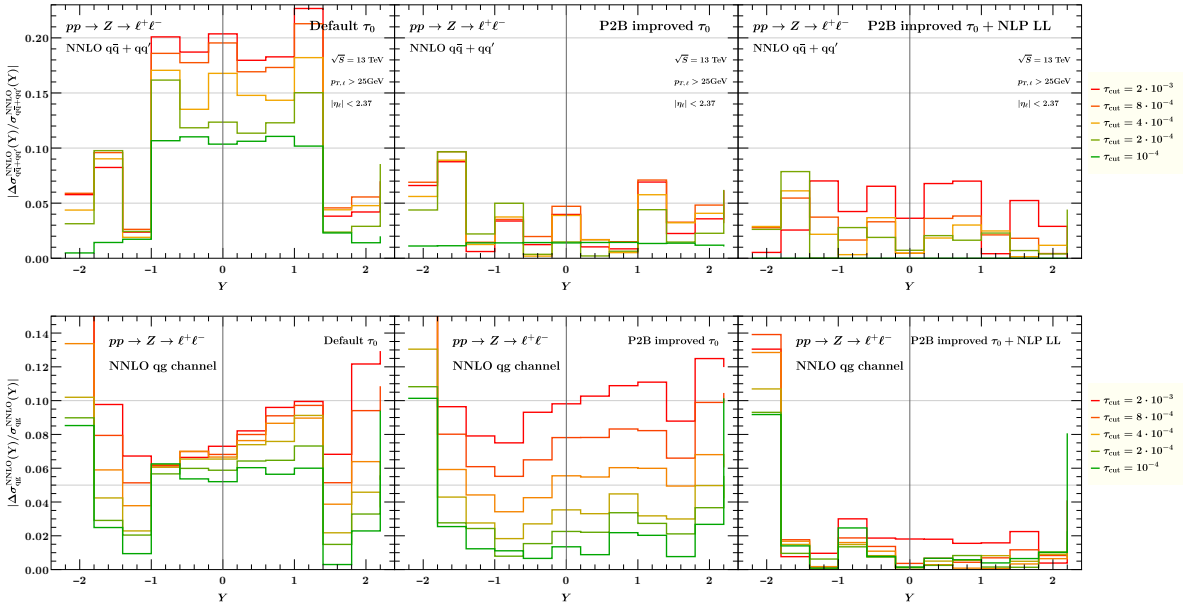 pp → Z → ℓ⁺ℓ⁻
Default τ₀
NNLO qq̄ + qq′
√S = 13 TeV
p_{T,ℓ} > 25GeV
|η_ℓ| < 2.37
|Δσ^{NNLO}_{qq̄+qq′}(Y)/σ^{NNLO}_{qq̄+qq′}(Y)|
0.20
0.15
0.10
0.05
0.00
−2 −1 0 1 2
Y
pp → Z → ℓ⁺ℓ⁻
P2B improved τ₀
NNLO qq̄ + qq′
√S = 13 TeV
p_{T,ℓ} > 25GeV
|η_ℓ| < 2.37
−2 −1 0 1 2
Y
pp → Z → ℓ⁺ℓ⁻
P2B improved τ₀ + NLP LL
NNLO qq̄ + qq′
√S = 13 TeV
p_{T,ℓ} > 25GeV
|η_ℓ| < 2.37
−2 −1 0 1 2
Y
τ_cut = 2 · 10⁻³
τ_cut = 8 · 10⁻⁴
τ_cut = 4 · 10⁻⁴
τ_cut = 2 · 10⁻⁴
τ_cut = 10⁻⁴
pp → Z → ℓ⁺ℓ⁻
Default τ₀
NNLO qg channel
|Δσ^{NNLO}_{qg}(Y)/σ^{NNLO}_{qg}(Y)|
0.14
0.12
0.10
0.08
0.06
0.04
0.02
0.00
−2 −1 0 1 2
Y
pp → Z → ℓ⁺ℓ⁻
P2B improved τ₀
NNLO qg channel
−2 −1 0 1 2
Y
pp → Z → ℓ⁺ℓ⁻
P2B improved τ₀ + NLP LL
NNLO qg channel
−2 −1 0 1 2
Y
τ_cut = 2 · 10⁻³
τ_cut = 8 · 10⁻⁴
τ_cut = 4 · 10⁻⁴
τ_cut = 2 · 10⁻⁴
τ_cut = 10⁻⁴